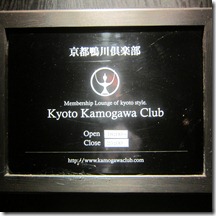 京都鴨川倶楽部
Membership Lounge of kyoto style.
Kyoto Kamogawa Club
Open
Close
http://www.kamogawaclub.com